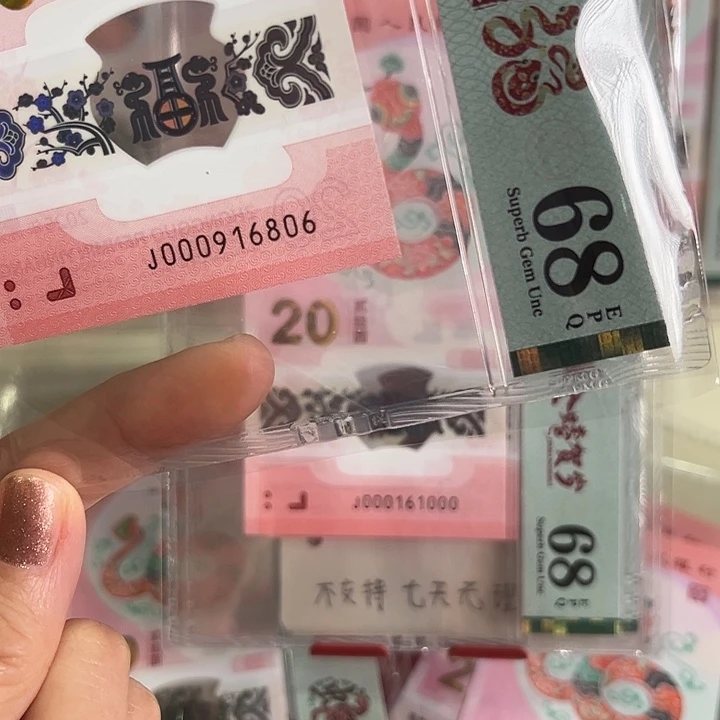 J000916806
68
EPQ
Superb Gem Unc
20
J000161000
68
EPQ
Superb Gem Unc
不支持 七天无理